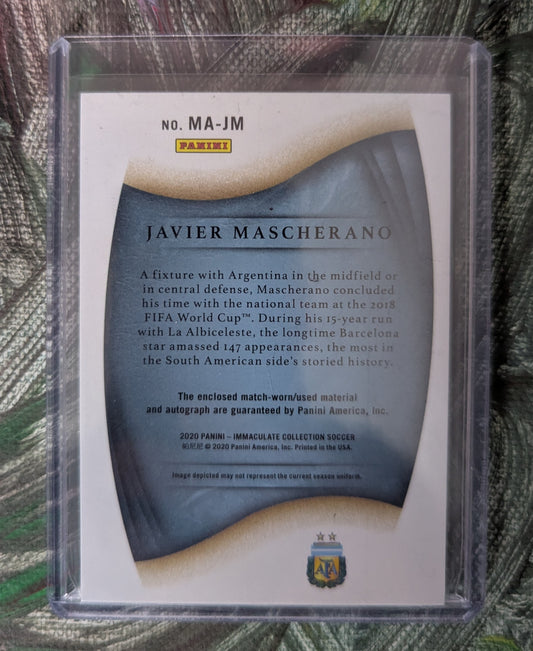 NO. MA-JM
PANINI
JAVIER MASCHERANO
A fixture with Argentina in the midfield or
in central defense, Mascherano concluded
his time with the national team at the 2018
FIFA World Cup™. During his 15-year run
with La Albiceleste, the longtime Barcelona
star amassed 147 appearances, the most in
the South American side's storied history.
The enclosed match-worn/used material
and autograph are guaranteed by Panini America, Inc.
2020 PANINI – IMMACULATE COLLECTION SOCCER
帕尼尼 © 2020 Panini America, Inc. Printed in the USA.
Image depicted may not represent the current season uniform.
AFA